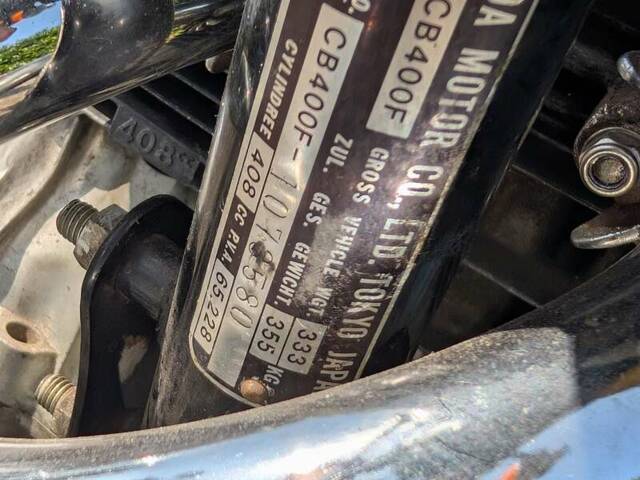 DA MOTOR CO., LTD. TOKYO JAPA
CB400F GROSS VEHICLE WGT. 333
ZUL. GES. GEWICHT. 355 KG
O. CB400F-1073580
CYLINDREE 408 CC P.V.A. 65.228
408